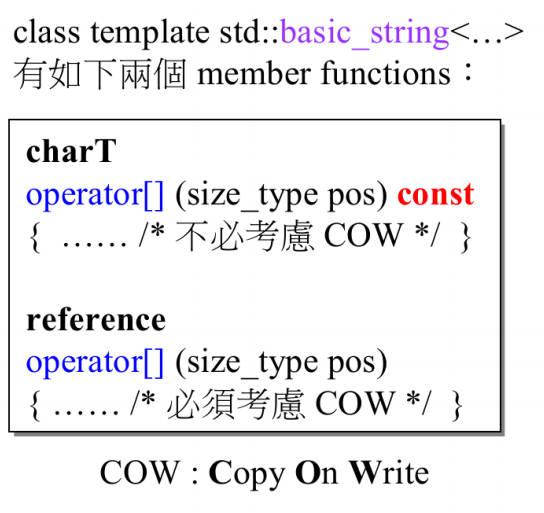 class template std::basic_string<…>
有如下兩個 member functions：
charT
operator[] (size_type pos) const
{ …… /* 不必考慮 COW */ }
reference
operator[] (size_type pos)
{ …… /* 必須考慮 COW */ }
COW : Copy On Write